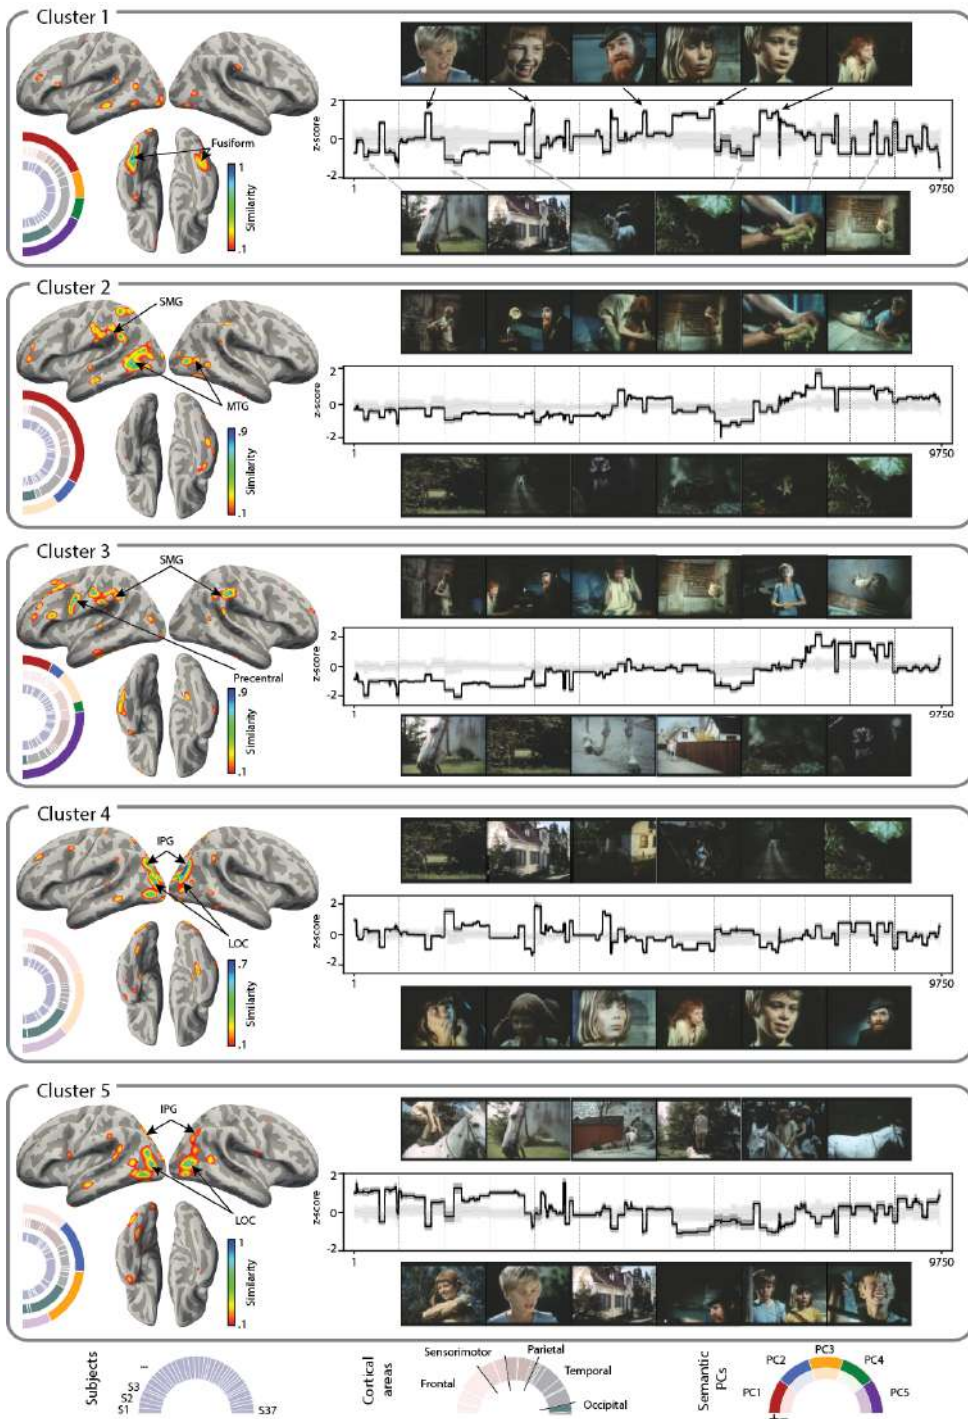 Cluster 1
Fusiform
1
Similarity
.1
2
0
-2
z-score
1
9750
Cluster 2
SMG
MTG
.9
Similarity
.1
2
0
-2
z-score
1
9750
Cluster 3
SMG
Precentral
.9
Similarity
.1
2
0
-2
z-score
1
9750
Cluster 4
IPG
LOC
.7
Similarity
.1
2
0
-2
z-score
1
9750
Cluster 5
IPG
LOC
1
Similarity
.1
2
0
-2
z-score
1
9750
Subjects
S1
S2
S3
...
S37
Cortical
areas
Frontal
Sensorimotor
Parietal
Temporal
Occipital
Semantic
PCs
PC1
PC2
PC3
PC4
PC5
+ -